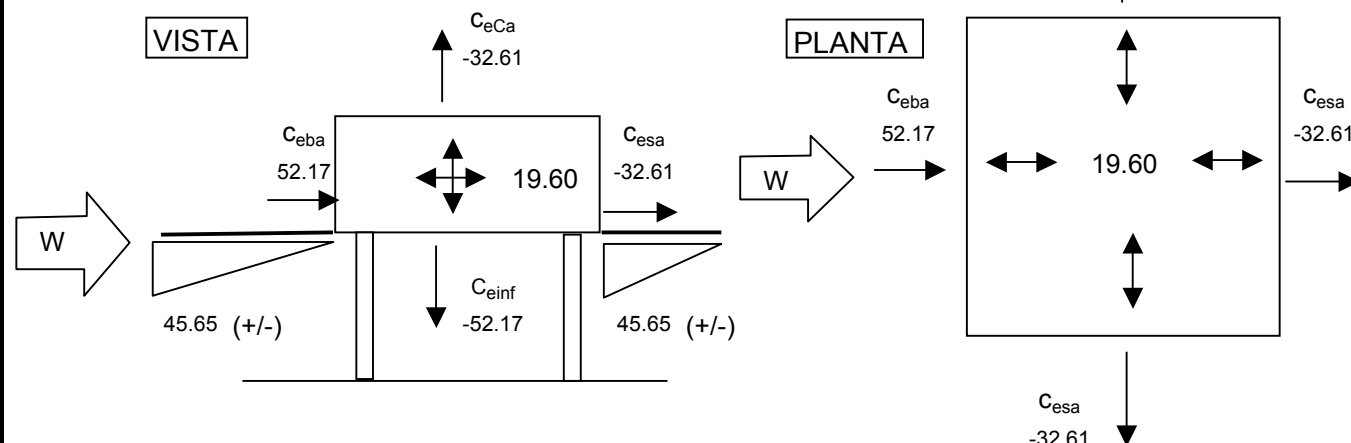 VISTA
CeCa
-32.61
Ceba
52.17
19.60
Cesa
-32.61
W
Ceinf
-52.17
45.65 (+/-)
45.65 (+/-)
PLANTA
Ceba
52.17
W
19.60
Cesa
-32.61
Cesa
-32.61